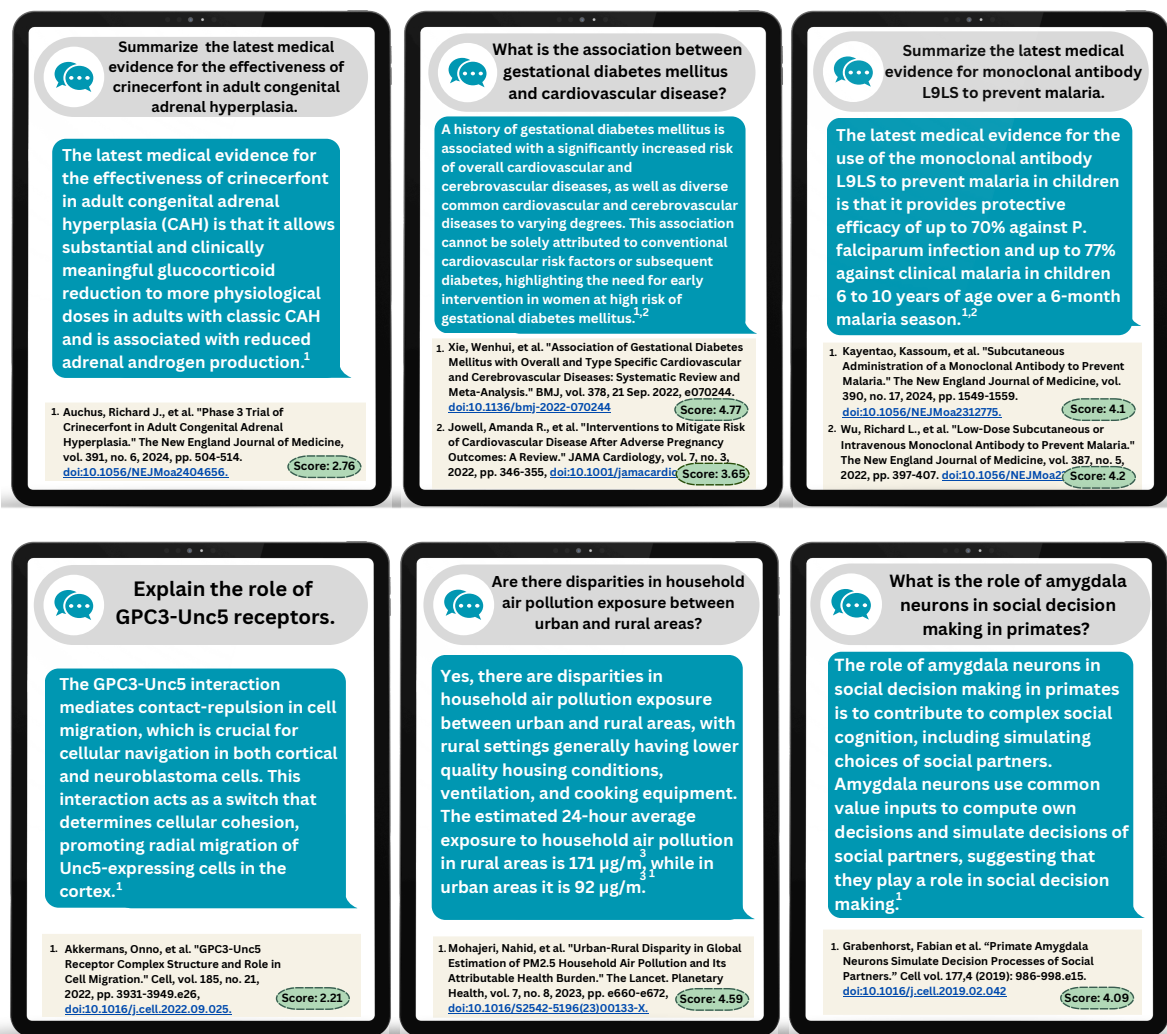 Summarize the latest medical
evidence for the effectiveness of
crinecerfont in adult congenital
adrenal hyperplasia.
The latest medical evidence for
the effectiveness of crinecerfont
in adult congenital adrenal
hyperplasia (CAH) is that it allows
substantial and clinically
meaningful glucocorticoid
reduction to more physiological
doses in adults with classic CAH
and is associated with reduced
adrenal androgen production.1
1. Auchus, Richard J., et al. "Phase 3 Trial of
Crinecerfont in Adult Congenital Adrenal
Hyperplasia." The New England Journal of Medicine,
vol. 391, no. 6, 2024, pp. 504-514.
doi:10.1056/NEJMoa2404656.
Score: 2.76
What is the association between
gestational diabetes mellitus
and cardiovascular disease?
A history of gestational diabetes mellitus is
associated with a significantly increased risk
of overall cardiovascular and
cerebrovascular diseases, as well as diverse
common cardiovascular and cerebrovascular
diseases to varying degrees. This association
cannot be solely attributed to conventional
cardiovascular risk factors or subsequent
diabetes, highlighting the need for early
intervention in women at high risk of
gestational diabetes mellitus.1,2
1. Xie, Wenhui, et al. "Association of Gestational Diabetes
Mellitus with Overall and Type Specific Cardiovascular
and Cerebrovascular Diseases: Systematic Review and
Meta-Analysis." BMJ, vol. 378, 21 Sep. 2022, e070244.
doi:10.1136/bmj-2022-070244
Score: 4.77
2. Jowell, Amanda R., et al. "Interventions to Mitigate Risk
of Cardiovascular Disease After Adverse Pregnancy
Outcomes: A Review." JAMA Cardiology, vol. 7, no. 3,
2022, pp. 346-355, doi:10.1001/jamacardio
Score: 3.65
Summarize the latest medical
evidence for monoclonal antibody
L9LS to prevent malaria.
The latest medical evidence for the
use of the monoclonal antibody
L9LS to prevent malaria in children
is that it provides protective
efficacy of up to 70% against P.
falciparum infection and up to 77%
against clinical malaria in children
6 to 10 years of age over a 6-month
malaria season.1,2
1. Kayentao, Kassoum, et al. "Subcutaneous
Administration of a Monoclonal Antibody to Prevent
Malaria." The New England Journal of Medicine, vol.
390, no. 17, 2024, pp. 1549-1559.
doi:10.1056/NEJMoa2312775.
Score: 4.1
2. Wu, Richard L., et al. "Low-Dose Subcutaneous or
Intravenous Monoclonal Antibody to Prevent Malaria."
The New England Journal of Medicine, vol. 387, no. 5,
2022, pp. 397-407. doi:10.1056/NEJMoa2
Score: 4.2
Explain the role of
GPC3-Unc5 receptors.
The GPC3-Unc5 interaction
mediates contact-repulsion in cell
migration, which is crucial for
cellular navigation in both cortical
and neuroblastoma cells. This
interaction acts as a switch that
determines cellular cohesion,
promoting radial migration of
Unc5-expressing cells in the
cortex.1
1. Akkermans, Onno, et al. "GPC3-Unc5
Receptor Complex Structure and Role in
Cell Migration." Cell, vol. 185, no. 21,
2022, pp. 3931-3949.e26,
doi:10.1016/j.cell.2022.09.025.
Score: 2.21
Are there disparities in household
air pollution exposure between
urban and rural areas?
Yes, there are disparities in
household air pollution exposure
between urban and rural areas, with
rural settings generally having lower
quality housing conditions,
ventilation, and cooking equipment.
The estimated 24-hour average
exposure to household air pollution
in rural areas is 171 µg/m3, while in
urban areas it is 92 µg/m3.1
1. Mohajeri, Nahid, et al. "Urban-Rural Disparity in Global
Estimation of PM2.5 Household Air Pollution and Its
Attributable Health Burden." The Lancet. Planetary
Health, vol. 7, no. 8, 2023, pp. e660-e672,
doi:10.1016/S2542-5196(23)00133-X.
Score: 4.59
What is the role of amygdala
neurons in social decision
making in primates?
The role of amygdala neurons in
social decision making in primates
is to contribute to complex social
cognition, including simulating
choices of social partners.
Amygdala neurons use common
value inputs to compute own
decisions and simulate decisions of
social partners, suggesting that
they play a role in social decision
making.1
1. Grabenhorst, Fabian et al. “Primate Amygdala
Neurons Simulate Decision Processes of Social
Partners.” Cell vol. 177,4 (2019): 986-998.e15.
doi:10.1016/j.cell.2019.02.042
Score: 4.09